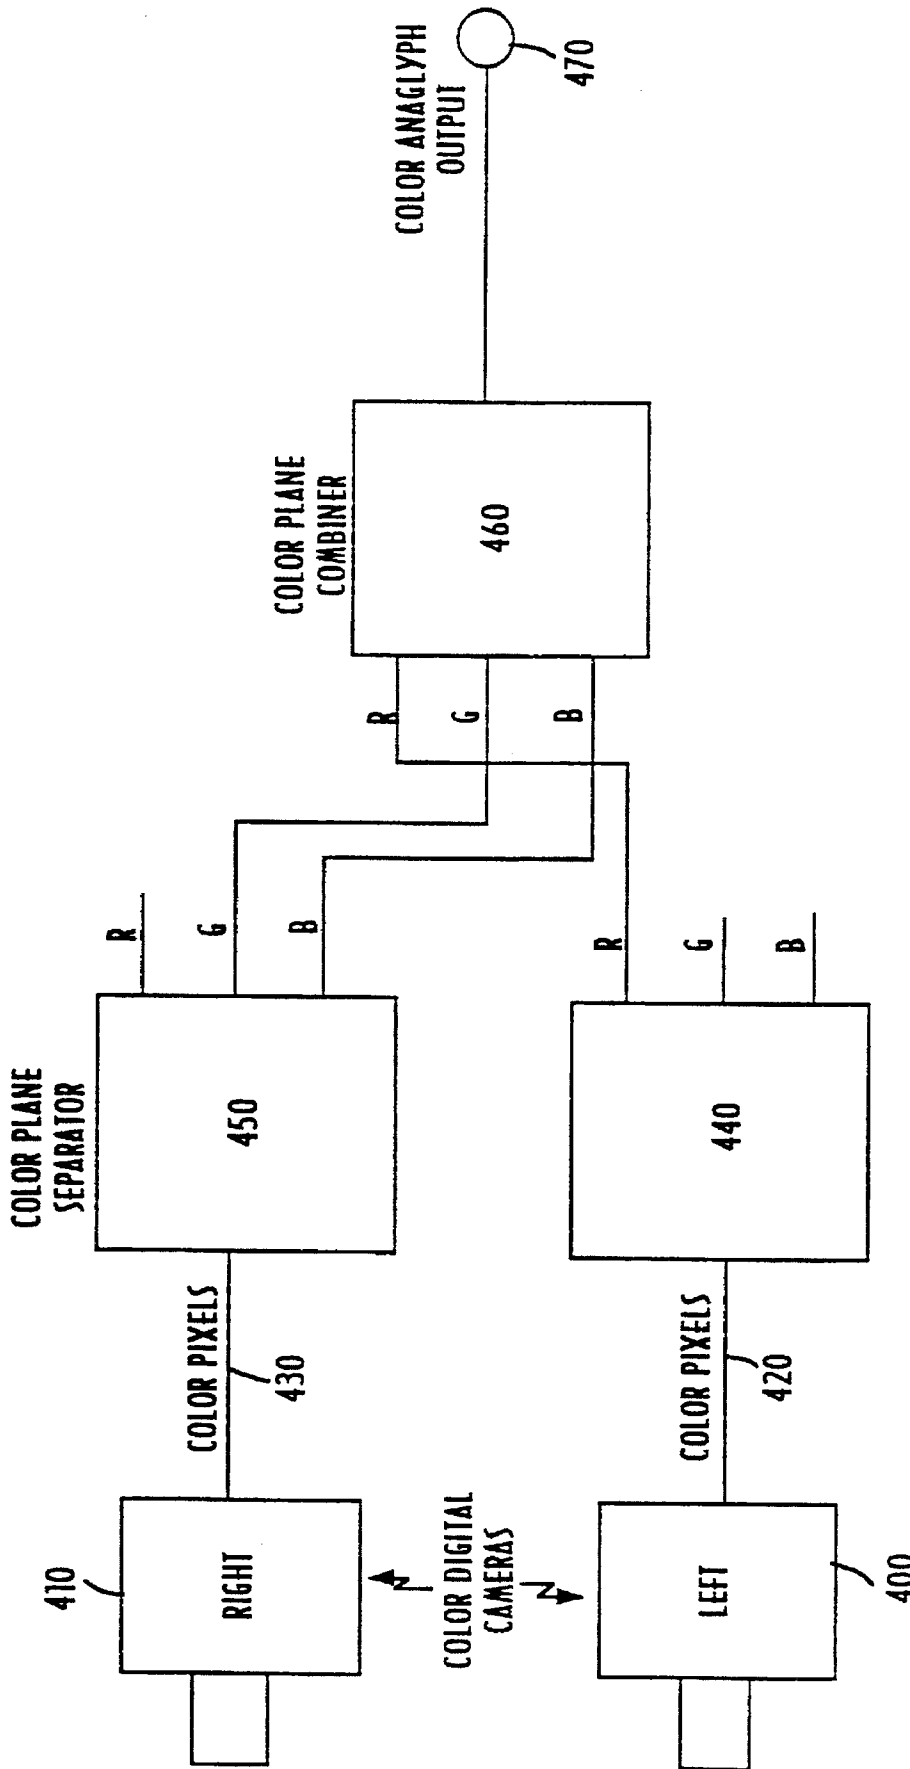 COLOR PLANE
SEPARATOR
COLOR PLANE
COMBINER
COLOR ANAGLYPH
OUTPUT
410
RIGHT
COLOR PIXELS
430
450
R
G
B
R
G
B
460
470
COLOR DIGITAL
CAMERAS
LEFT
400
COLOR PIXELS
420
440
R
G
B